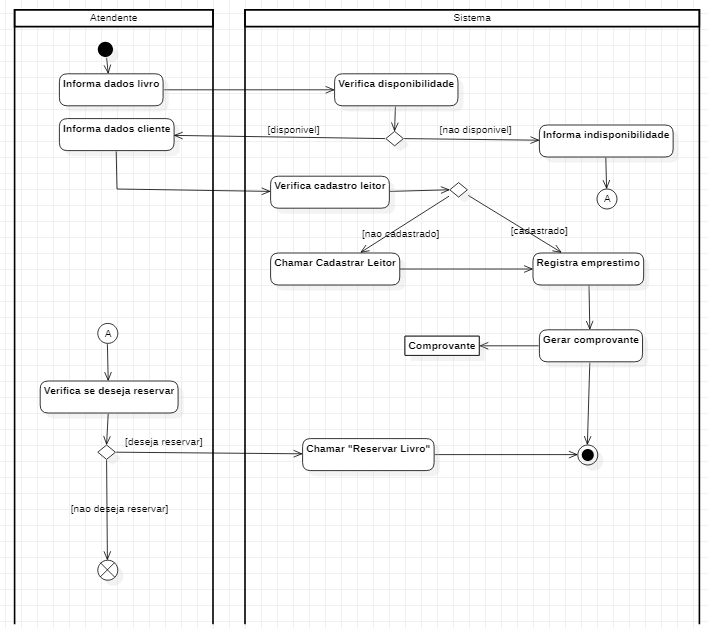 Atendente
Sistema
Informa dados livro
Verifica disponibilidade
Informa dados cliente
[disponivel]
[nao disponivel]
Informa indisponibilidade
Verifica cadastro leitor
A
[nao cadastrado]
[cadastrado]
Chamar Cadastrar Leitor
Registra emprestimo
A
Comprovante
Gerar comprovante
Verifica se deseja reservar
[deseja reservar]
Chamar "Reservar Livro"
[nao deseja reservar]